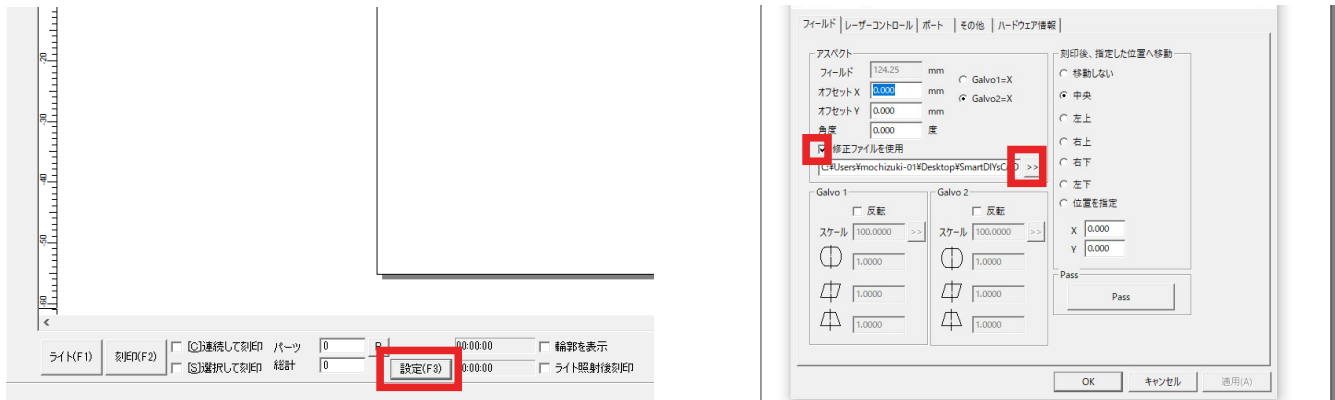 -20
-30
-40
-50
-60
<
ライト(F1)
刻印(F2)
[C]連続して刻印
パーツ
0
R
00:00:00
輪郭を表示
[S]選択して刻印
総計
0
設定(F3)
00:00:00
ライト照射後刻印
フィールド
レーザーコントロール
ポート
その他
ハードウェア情報
アスペクト
フィールド
124.25
mm
Galvo1=X
オフセットX
0.000
mm
Galvo2=X
オフセットY
0.000
mm
角度
0.000
度
修正ファイルを使用
C:¥Users¥mochizuki-01¥Desktop¥SmartDIYsCAD
>>
Galvo 1
反転
スケール
100.0000
>>
1.0000
1.0000
1.0000
Galvo 2
反転
スケール
100.0000
>>
1.0000
1.0000
1.0000
刻印後、指定した位置へ移動
移動しない
中央
左上
右上
右下
左下
位置を指定
X
0.000
Y
0.000
Pass
Pass
OK
キャンセル
適用(A)